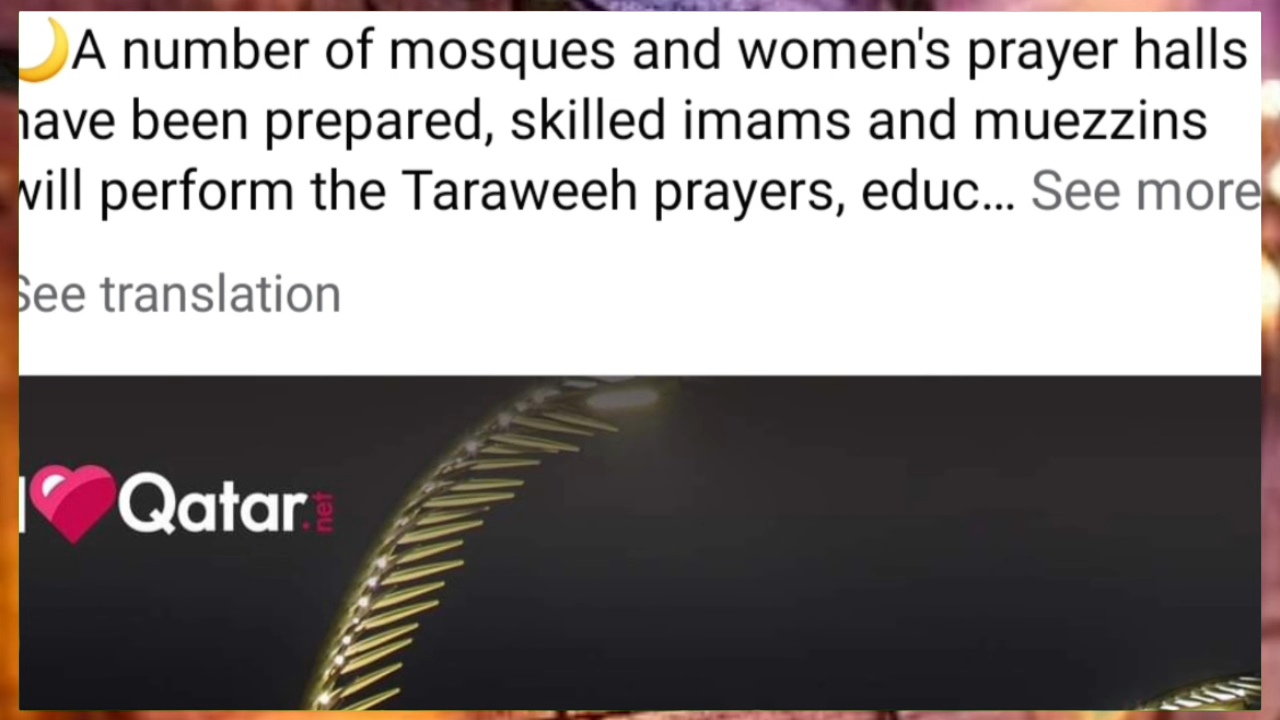 🌙A number of mosques and women's prayer halls
have been prepared, skilled imams and muezzins
will perform the Taraweeh prayers, educ... See more
See translation
I❤Qatar.net